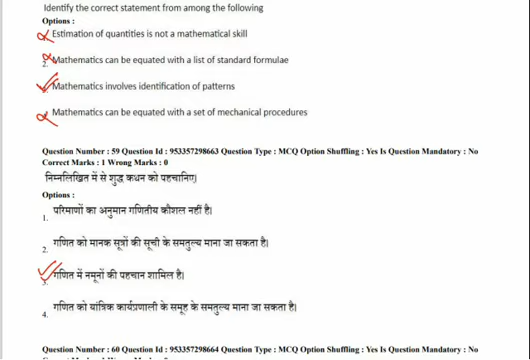 Identify the correct statement from among the following
Options :
Estimation of quantities is not a mathematical skill
2. Mathematics can be equated with a list of standard formulae
3. Mathematics involves identification of patterns
Mathematics can be equated with a set of mechanical procedures
Question Number : 59 Question Id : 953357298663 Question Type : MCQ Option Shuffling : Yes Is Question Mandatory : No
Correct Marks : 1 Wrong Marks : 0
निम्नलिखित में से शुद्ध कथन को पहचानिए|
Options :
1. परिमाणों का अनुमान गणितीय कौशल नहीं है।
2. गणित को मानक सूत्रों की सूची के समतुल्य माना जा सकता है।
3. गणित में नमूनों की पहचान शामिल है।
4. गणित को यांत्रिक कार्यप्रणाली के समूह के समतुल्य माना जा सकता है।
Question Number : 60 Question Id : 953357298664 Question Type : MCQ Option Shuffling : Yes Is Question Mandatory : No